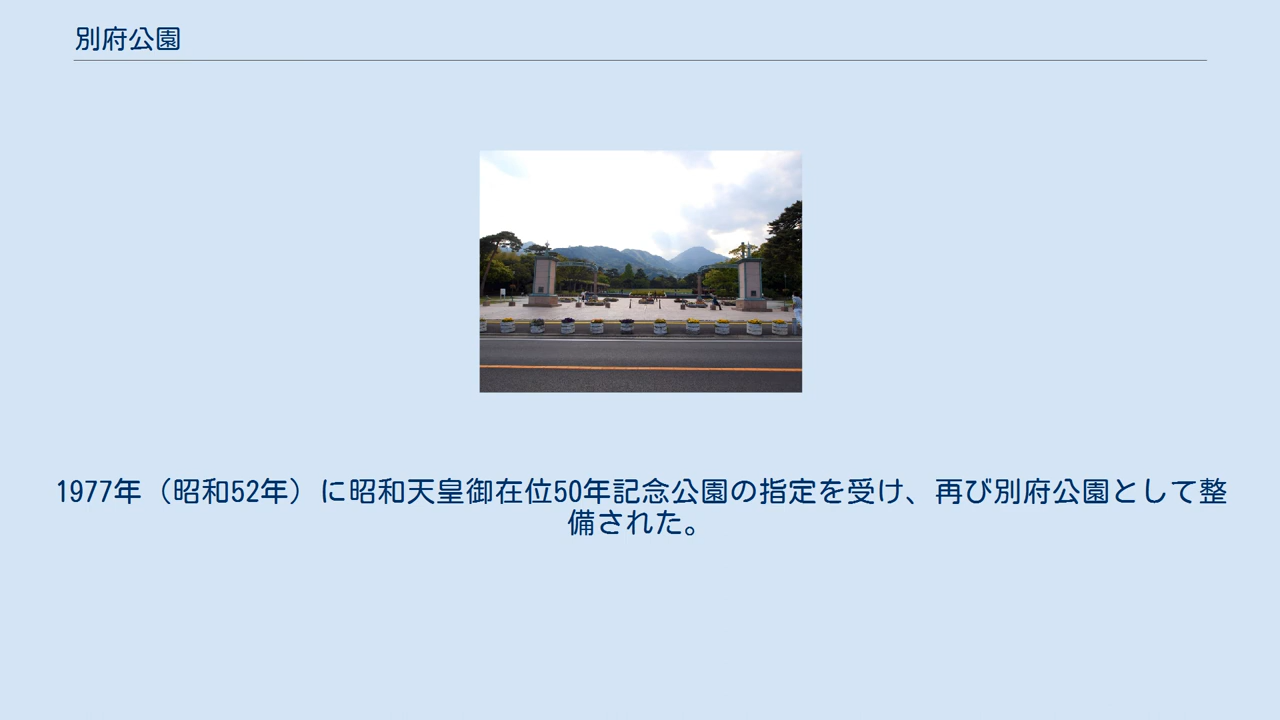 別府公園
1977年（昭和52年）に昭和天皇御在位50年記念公園の指定を受け、再び別府公園として整
備された。